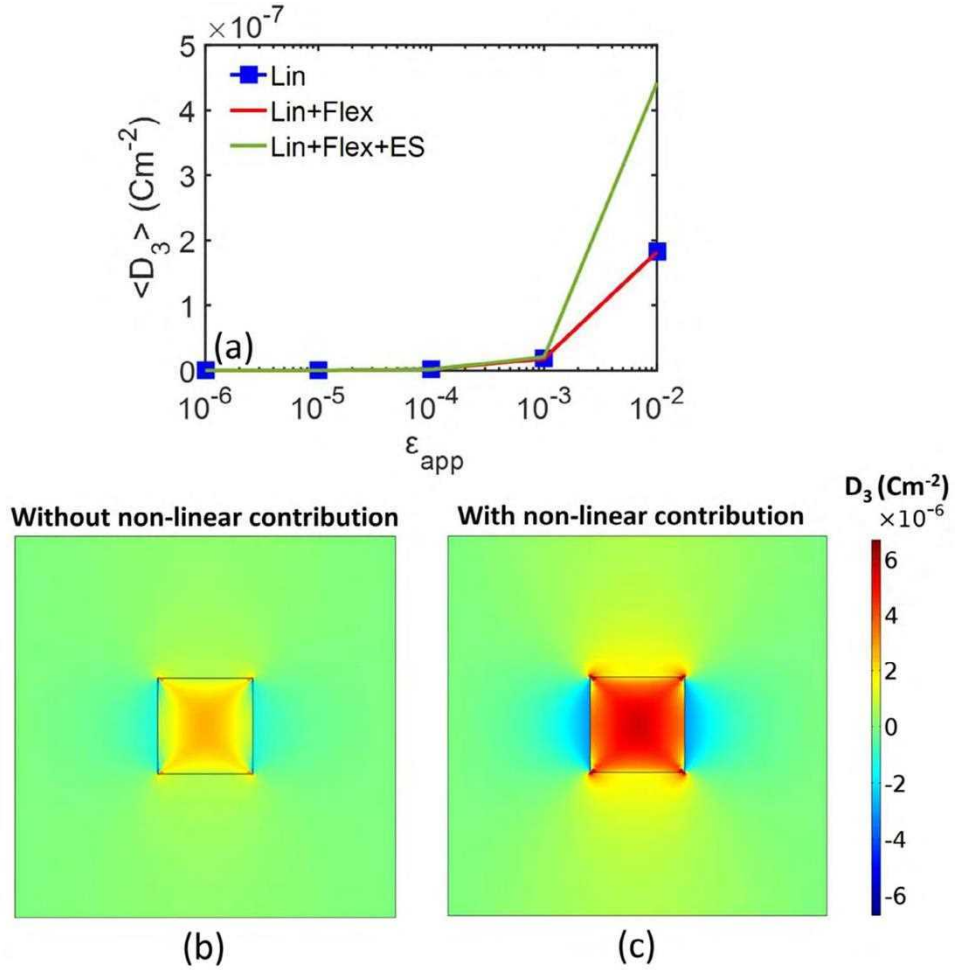 ×10⁻⁷
5
4
3
2
1
0
<D₃> (Cm⁻²)
Lin
Lin+Flex
Lin+Flex+ES
(a)
10⁻⁶ 10⁻⁵ 10⁻⁴ 10⁻³ 10⁻²
ε_app
Without non-linear contribution
With non-linear contribution
D₃ (Cm⁻²)
×10⁻⁶
6
4
2
0
-2
-4
-6
(b)
(c)